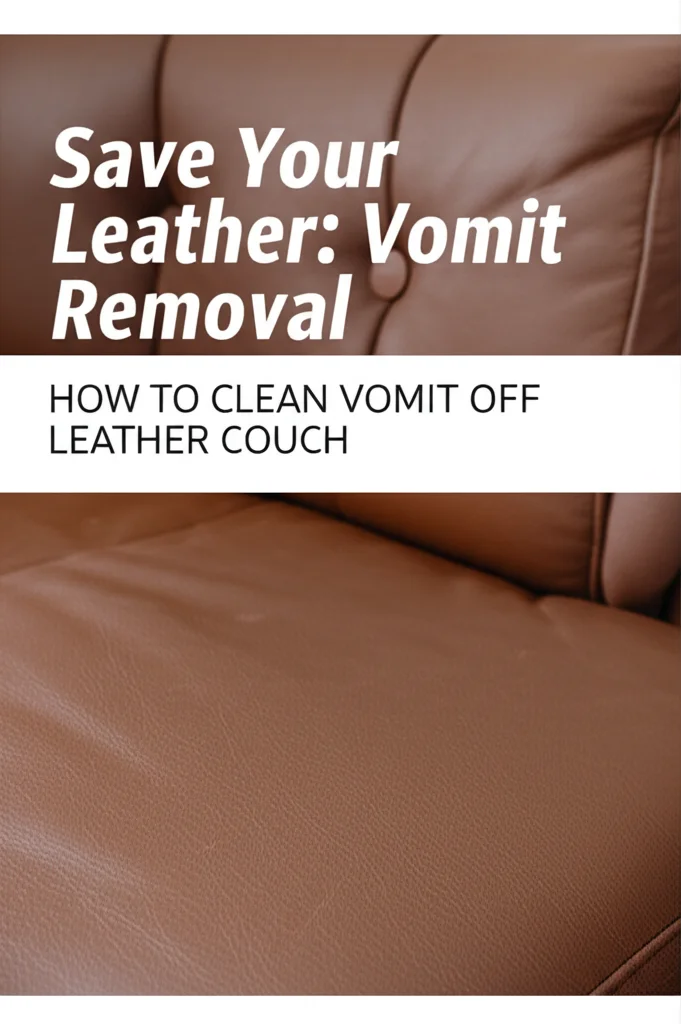 Save Your
Leather: Vomit
Removal
HOW TO CLEAN VOMIT OFF
LEATHER COUCH